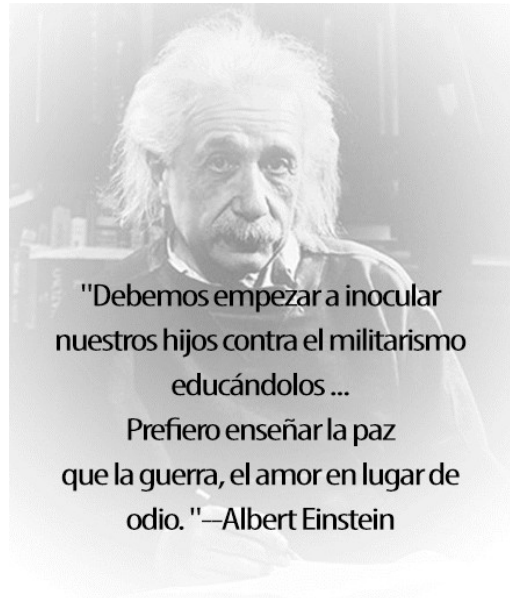 "Debemos empezar a inocular
nuestros hijos contra el militarismo
educándolos ...
Prefiero enseñar la paz
que la guerra, el amor en lugar de
odio. "--Albert Einstein